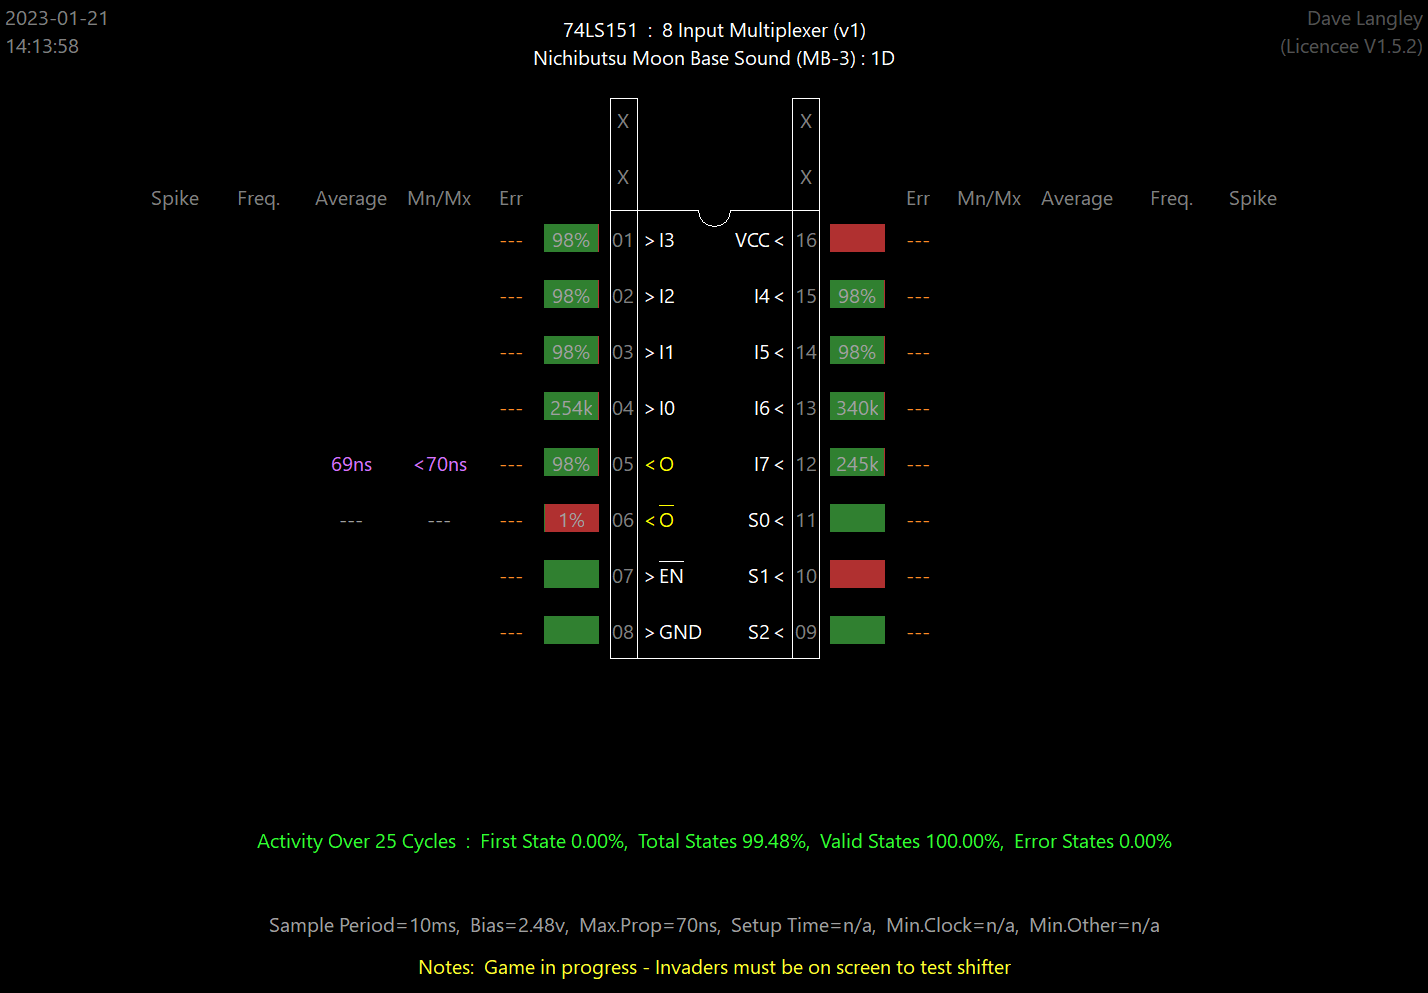 2023-01-21
14:13:58
74LS151 : 8 Input Multiplexer (v1)
Nichibutsu Moon Base Sound (MB-3) : 1D
Dave Langley
(Licencee V1.5.2)
X X
X X
Spike Freq. Average Mn/Mx Err Err Mn/Mx Average Freq. Spike
--- 98% 01 > I3 VCC < 16 ---
--- 98% 02 > I2 I4 < 15 98% ---
--- 98% 03 > I1 I5 < 14 98% ---
--- 254k 04 > I0 I6 < 13 340k ---
69ns <70ns --- 98% 05 < O I7 < 12 245k ---
--- --- --- 1% 06 < O̅ S0 < 11 ---
--- 07 > E̅N̅ S1 < 10 ---
--- 08 > GND S2 < 09 ---
Activity Over 25 Cycles : First State 0.00%, Total States 99.48%, Valid States 100.00%, Error States 0.00%
Sample Period=10ms, Bias=2.48v, Max.Prop=70ns, Setup Time=n/a, Min.Clock=n/a, Min.Other=n/a
Notes: Game in progress - Invaders must be on screen to test shifter